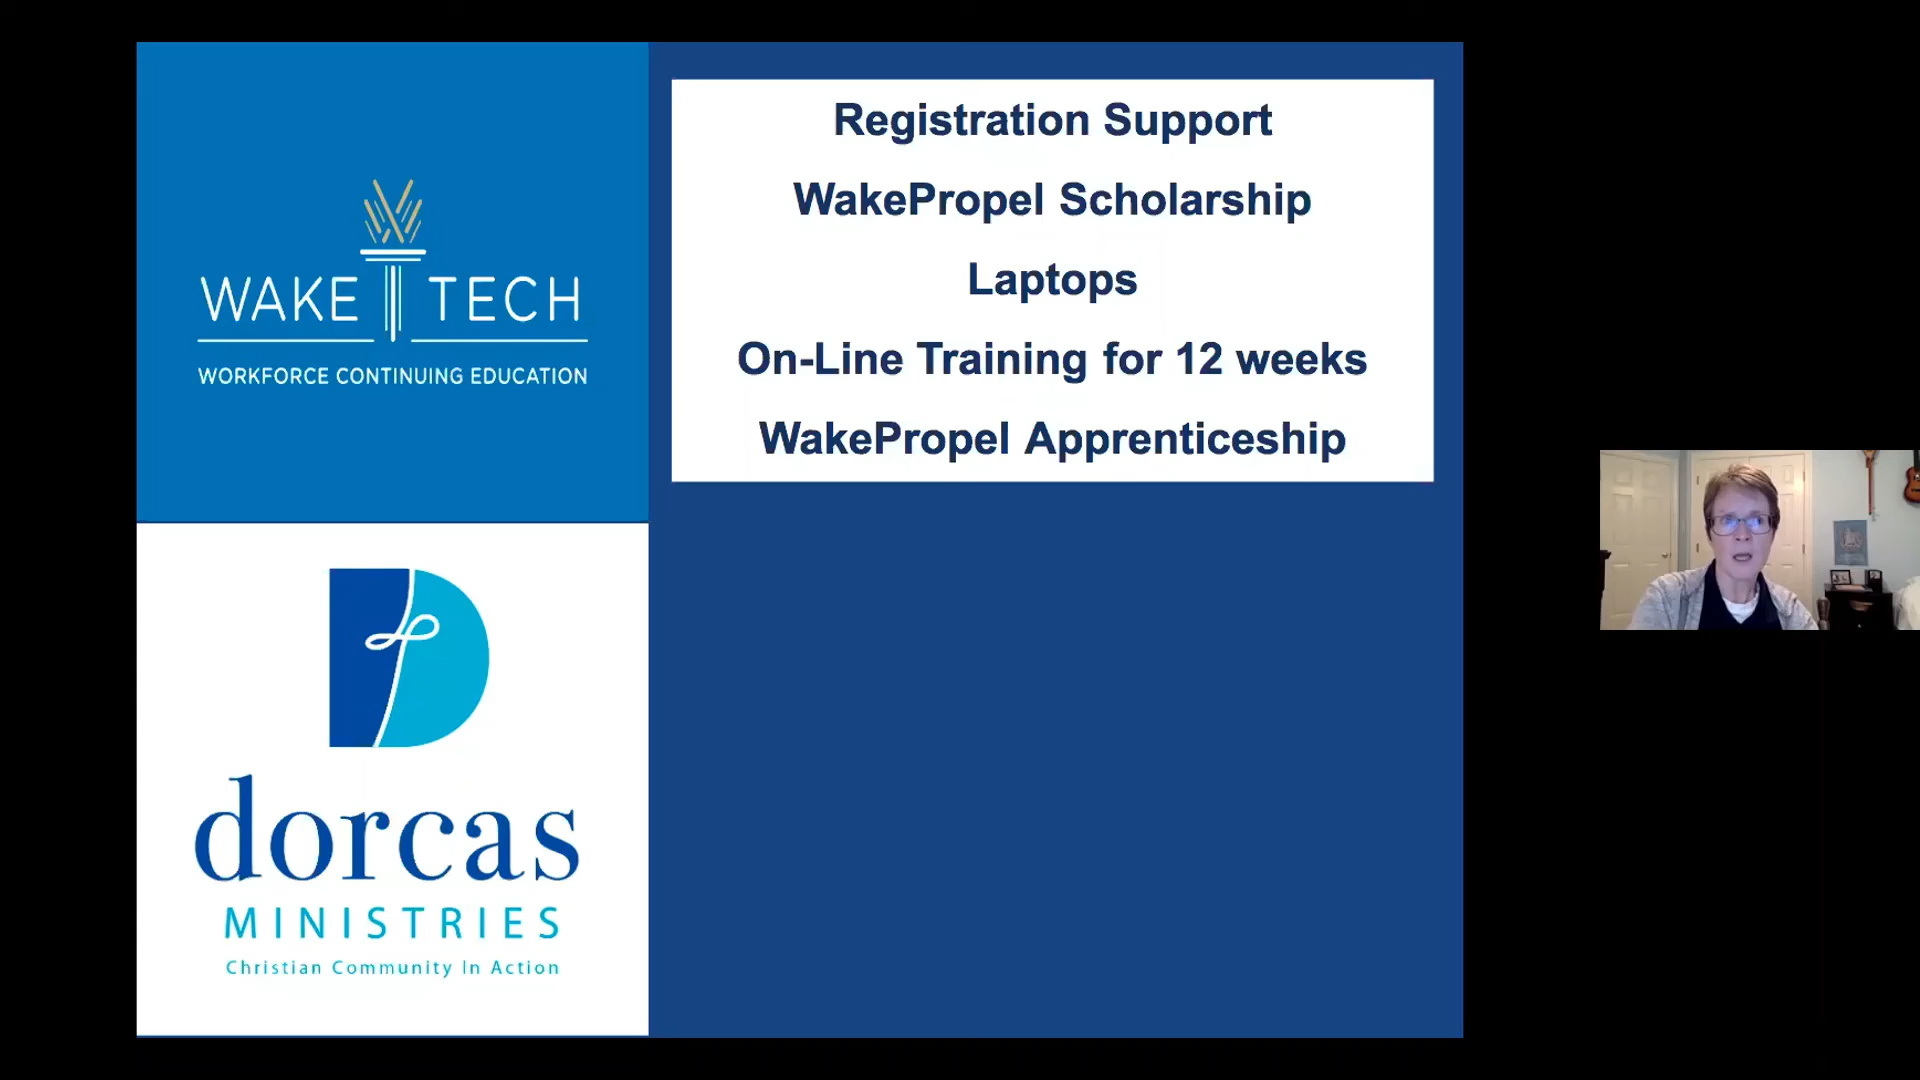 WAKE TECH
WORKFORCE CONTINUING EDUCATION
Registration Support
WakePropel Scholarship
Laptops
On-Line Training for 12 weeks
WakePropel Apprenticeship
dorcas
MINISTRIES
Christian Community In Action